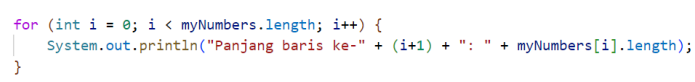 for (int i = 0; i < myNumbers.length; i++) {
    System.out.println("Panjang baris ke-" + (i+1) + ": " + myNumbers[i].length);
}